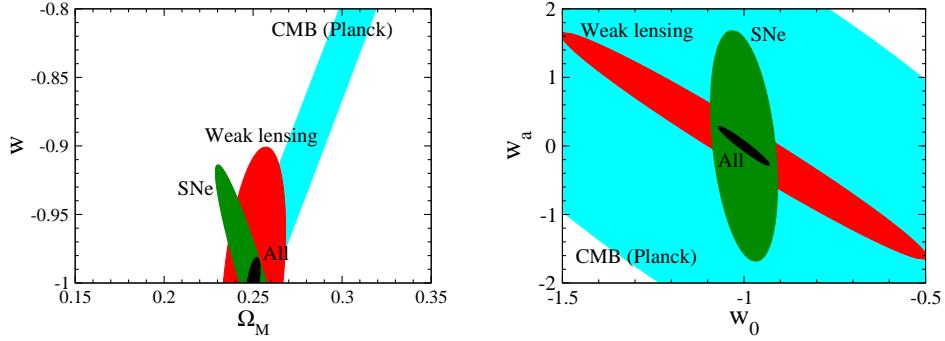 -0.8
-0.85
-0.9
-0.95
-1
w
CMB (Planck)
Weak lensing
SNe
All
0.15
0.2
0.25
0.3
0.35
Ω_M
2
1
0
-1
-2
w_a
Weak lensing
SNe
All
CMB (Planck)
-1.5
-1
-0.5
w_0